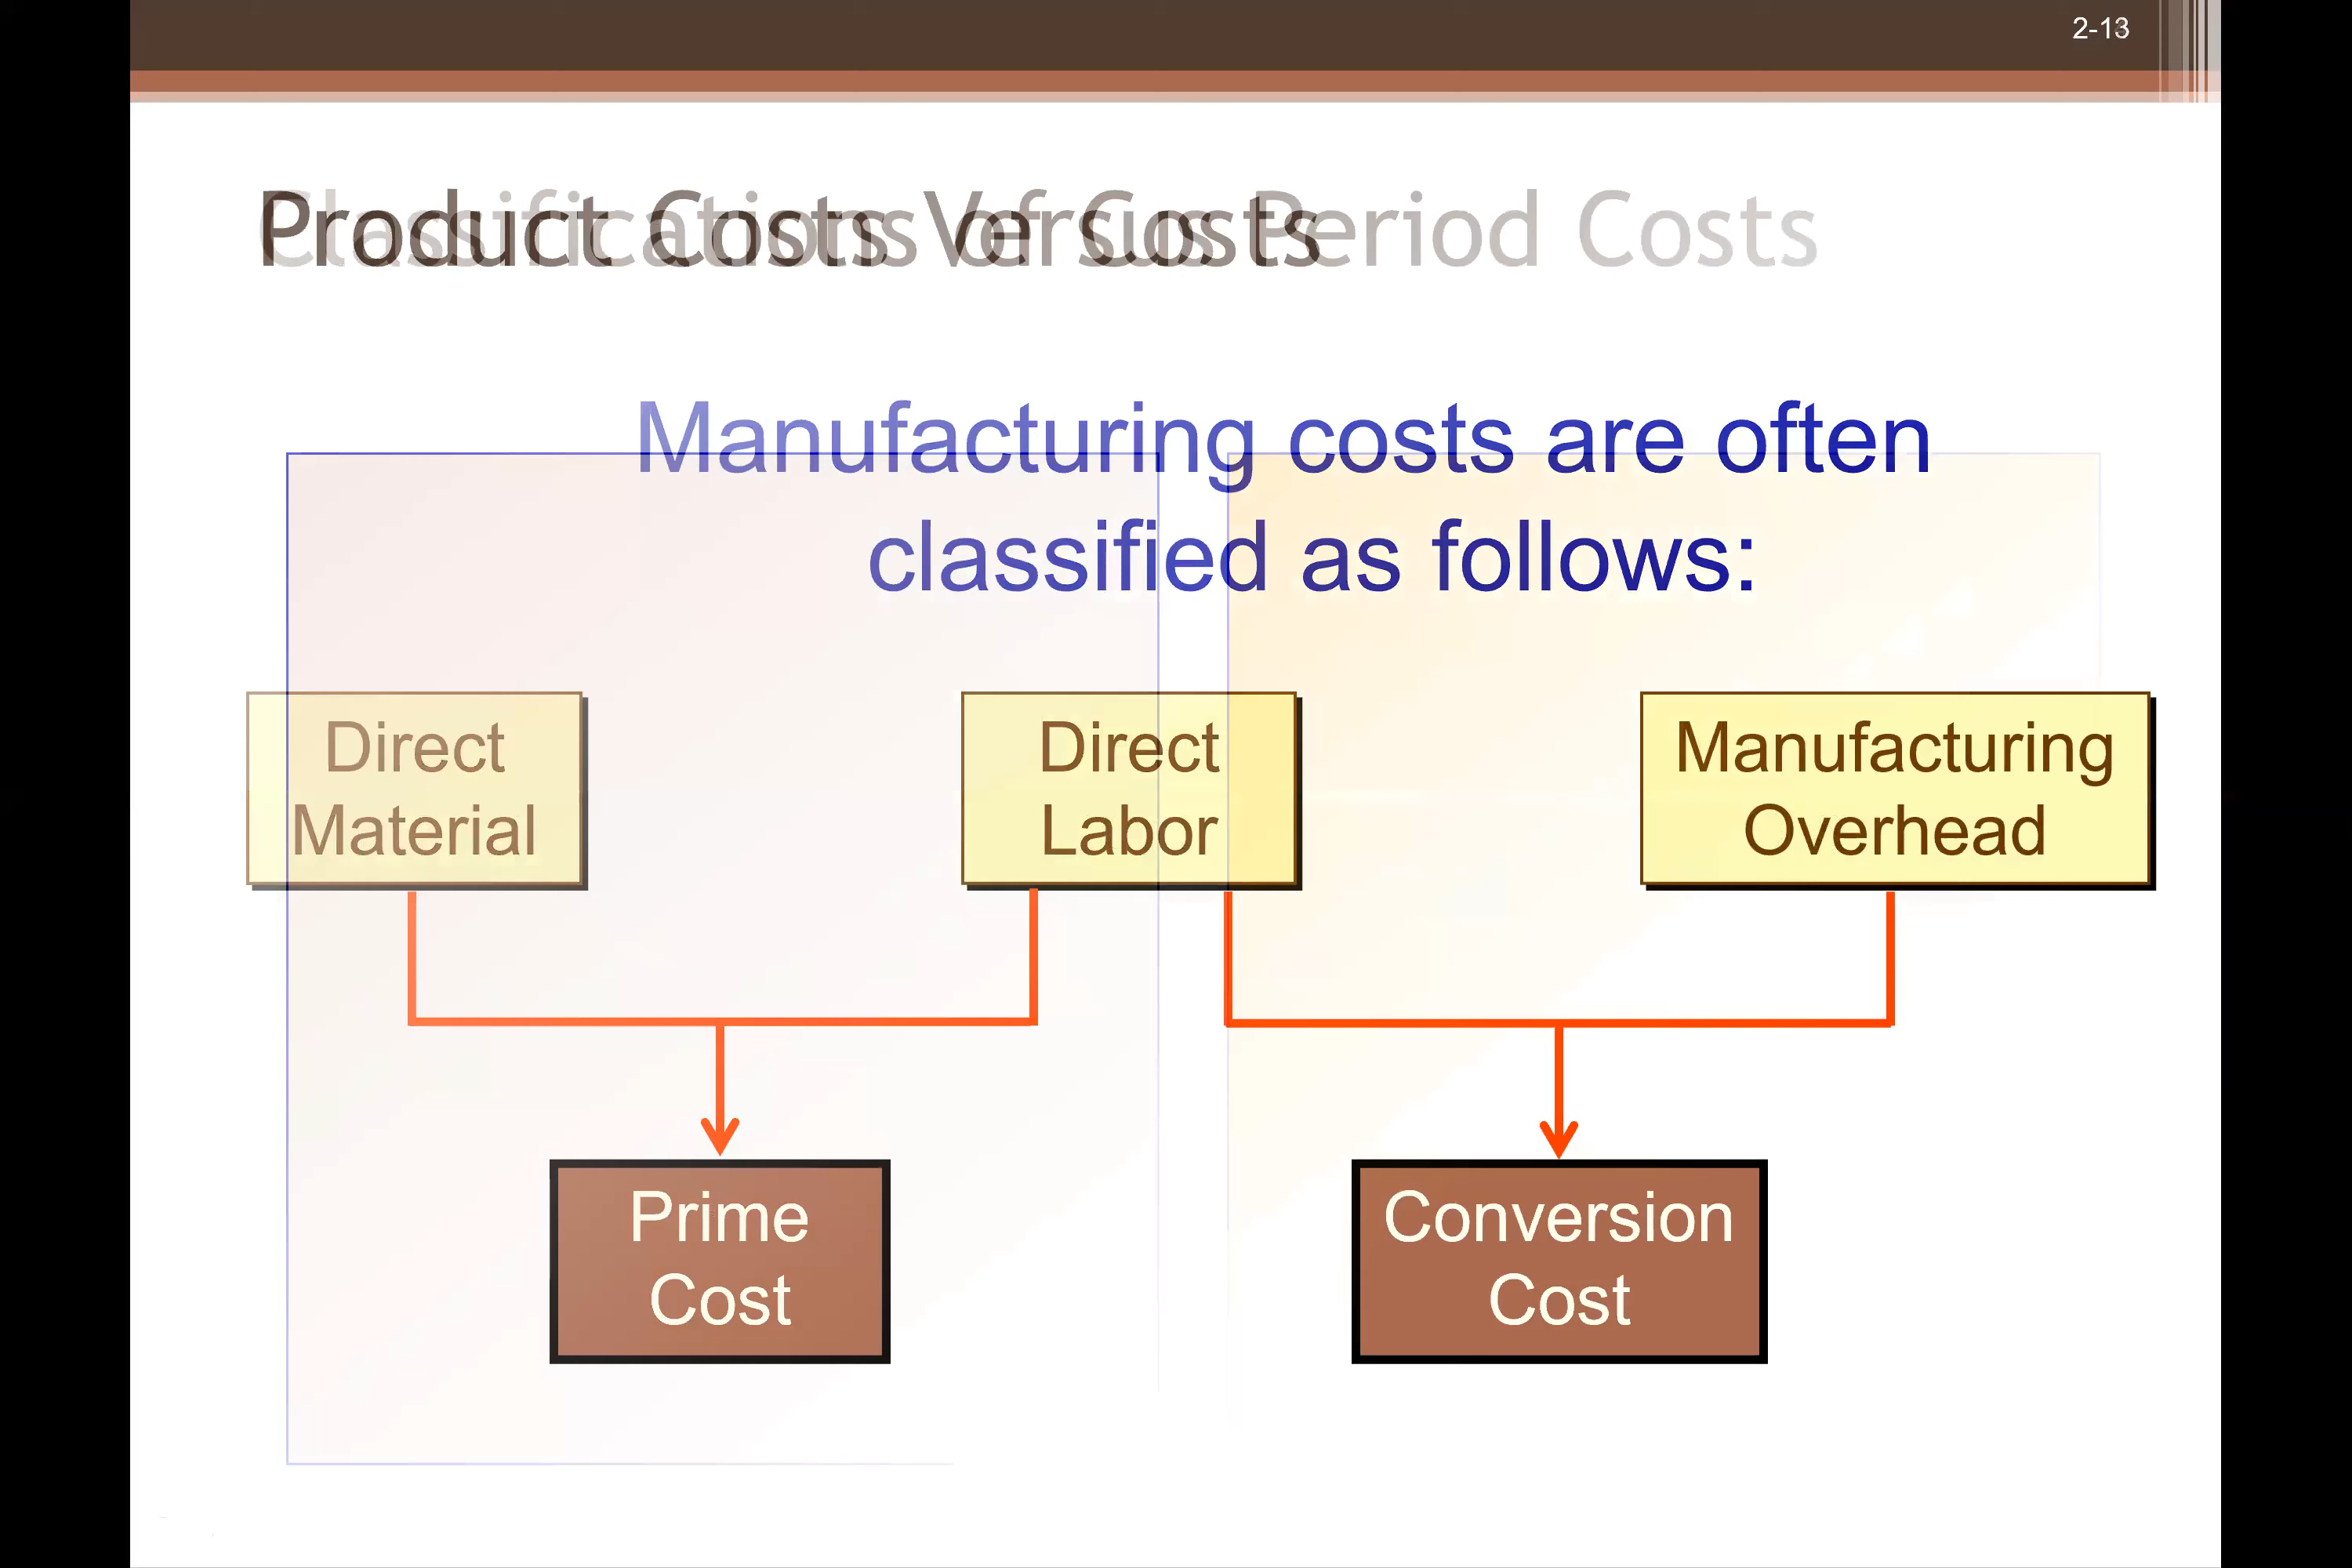 2-13
Product Costs Versus Period Costs
Classifications of Costs
Manufacturing costs are often
classified as follows:
Direct
Material
Direct
Labor
Manufacturing
Overhead
Prime
Cost
Conversion
Cost